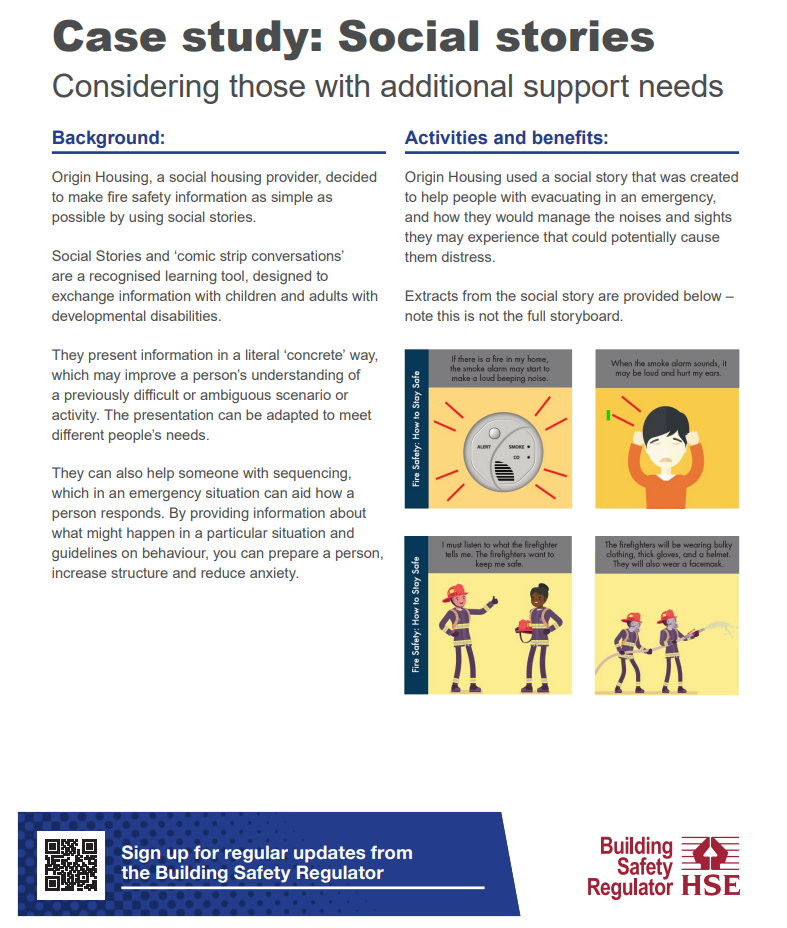 Case study: Social stories
Considering those with additional support needs
Background:
Origin Housing, a social housing provider, decided
to make fire safety information as simple as
possible by using social stories.
Social Stories and ‘comic strip conversations’
are a recognised learning tool, designed to
exchange information with children and adults with
developmental disabilities.
They present information in a literal ‘concrete’ way,
which may improve a person’s understanding of
a previously difficult or ambiguous scenario or
activity. The presentation can be adapted to meet
different people’s needs.
They can also help someone with sequencing,
which in an emergency situation can aid how a
person responds. By providing information about
what might happen in a particular situation and
guidelines on behaviour, you can prepare a person,
increase structure and reduce anxiety.
Activities and benefits:
Origin Housing used a social story that was created
to help people with evacuating in an emergency,
and how they would manage the noises and sights
they may experience that could potentially cause
them distress.
Extracts from the social story are provided below –
note this is not the full storyboard.
Fire Safety: How to Stay Safe
If there is a fire in my home,
the smoke alarm may start to
make a loud beeping noise.
ALERT
SMOKE
CO
When the smoke alarm sounds, it
may be loud and hurt my ears.
Fire Safety: How to Stay Safe
I must listen to what the firefighter
tells me. The firefighters want to
keep me safe.
The firefighters will be wearing bulky
clothing, thick gloves, and a helmet.
They will also wear a facemask.
Sign up for regular updates from
the Building Safety Regulator
Building
Safety
Regulator
HSE